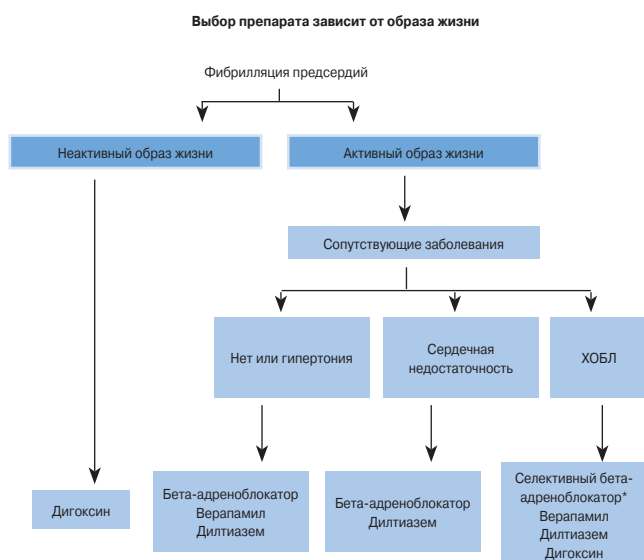 Выбор препарата зависит от образа жизни
Фибрилляция предсердий
Неактивный образ жизни
Активный образ жизни
Сопутствующие заболевания
Нет или гипертония
Сердечная
недостаточность
ХОБЛ
Дигоксин
Бета-адреноблокатор
Верапамил
Дилтиазем
Бета-адреноблокатор
Дилтиазем
Селективный бета-
адреноблокатор*
Верапамил
Дилтиазем
Дигоксин